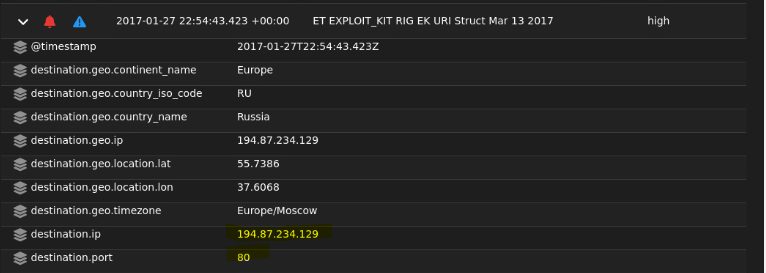 2017-01-27 22:54:43.423 +00:00 ET EXPLOIT_KIT RIG EK URI Struct Mar 13 2017 high
@timestamp 2017-01-27T22:54:43.423Z
destination.geo.continent_name Europe
destination.geo.country_iso_code RU
destination.geo.country_name Russia
destination.geo.ip 194.87.234.129
destination.geo.location.lat 55.7386
destination.geo.location.lon 37.6068
destination.geo.timezone Europe/Moscow
destination.ip 194.87.234.129
destination.port 80